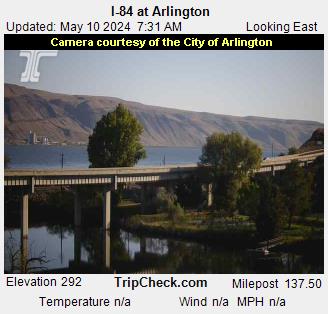 I-84 at Arlington
Updated: May 10 2024 7:31 AM Looking East
Camera courtesy of the City of Arlington
Elevation 292 TripCheck.com Milepost 137.50
Temperature n/a Wind n/a MPH n/a